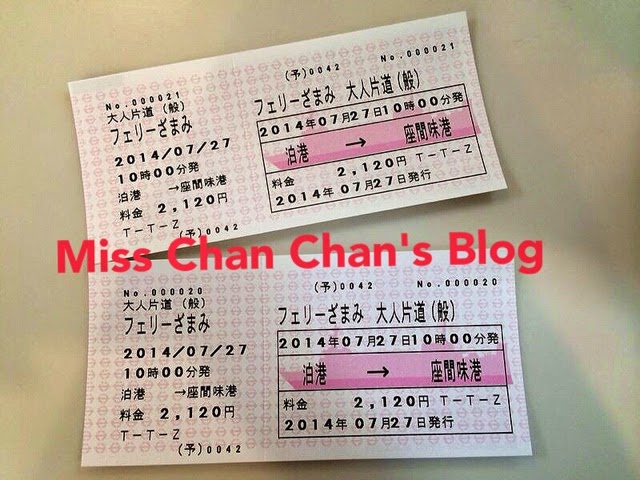 No.000021
大人片道（般）
フェリーざまみ
2014/07/27
10時00分発
泊港 →座間味港
料金 2,120円
T-T-Z
(予)0042
(予)0042 No.000021
フェリーざまみ 大人片道（般）
2014年07月27日10時00分発
泊港 → 座間味港
料金 2,120円 T-T-Z
2014年07月27日発行
Miss Chan Chan's Blog
No.000020
大人片道（般）
フェリーざまみ
2014/07/27
10時00分発
泊港 →座間味港
料金 2,120円
T-T-Z
(予)0042
(予)0042 No.000020
フェリーざまみ 大人片道（般）
2014年07月27日10時00分発
泊港 → 座間味港
料金 2,120円 T-T-Z
2014年07月27日発行